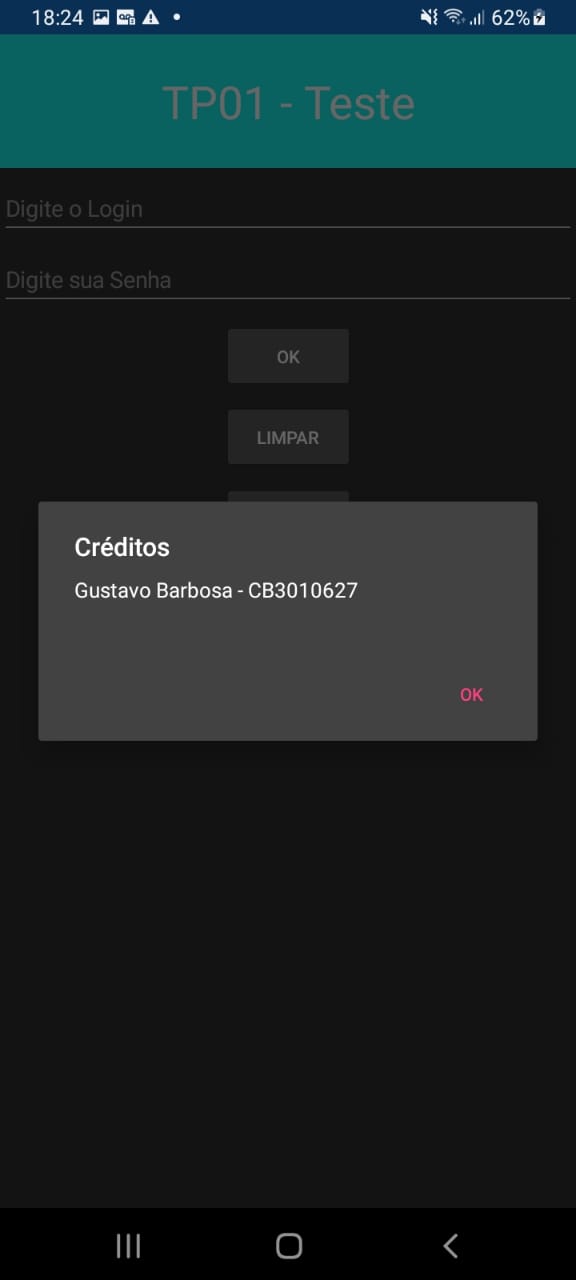 18:24 62%
TP01 - Teste
Digite o Login
Digite sua Senha
OK
LIMPAR
Créditos
Gustavo Barbosa - CB3010627
OK